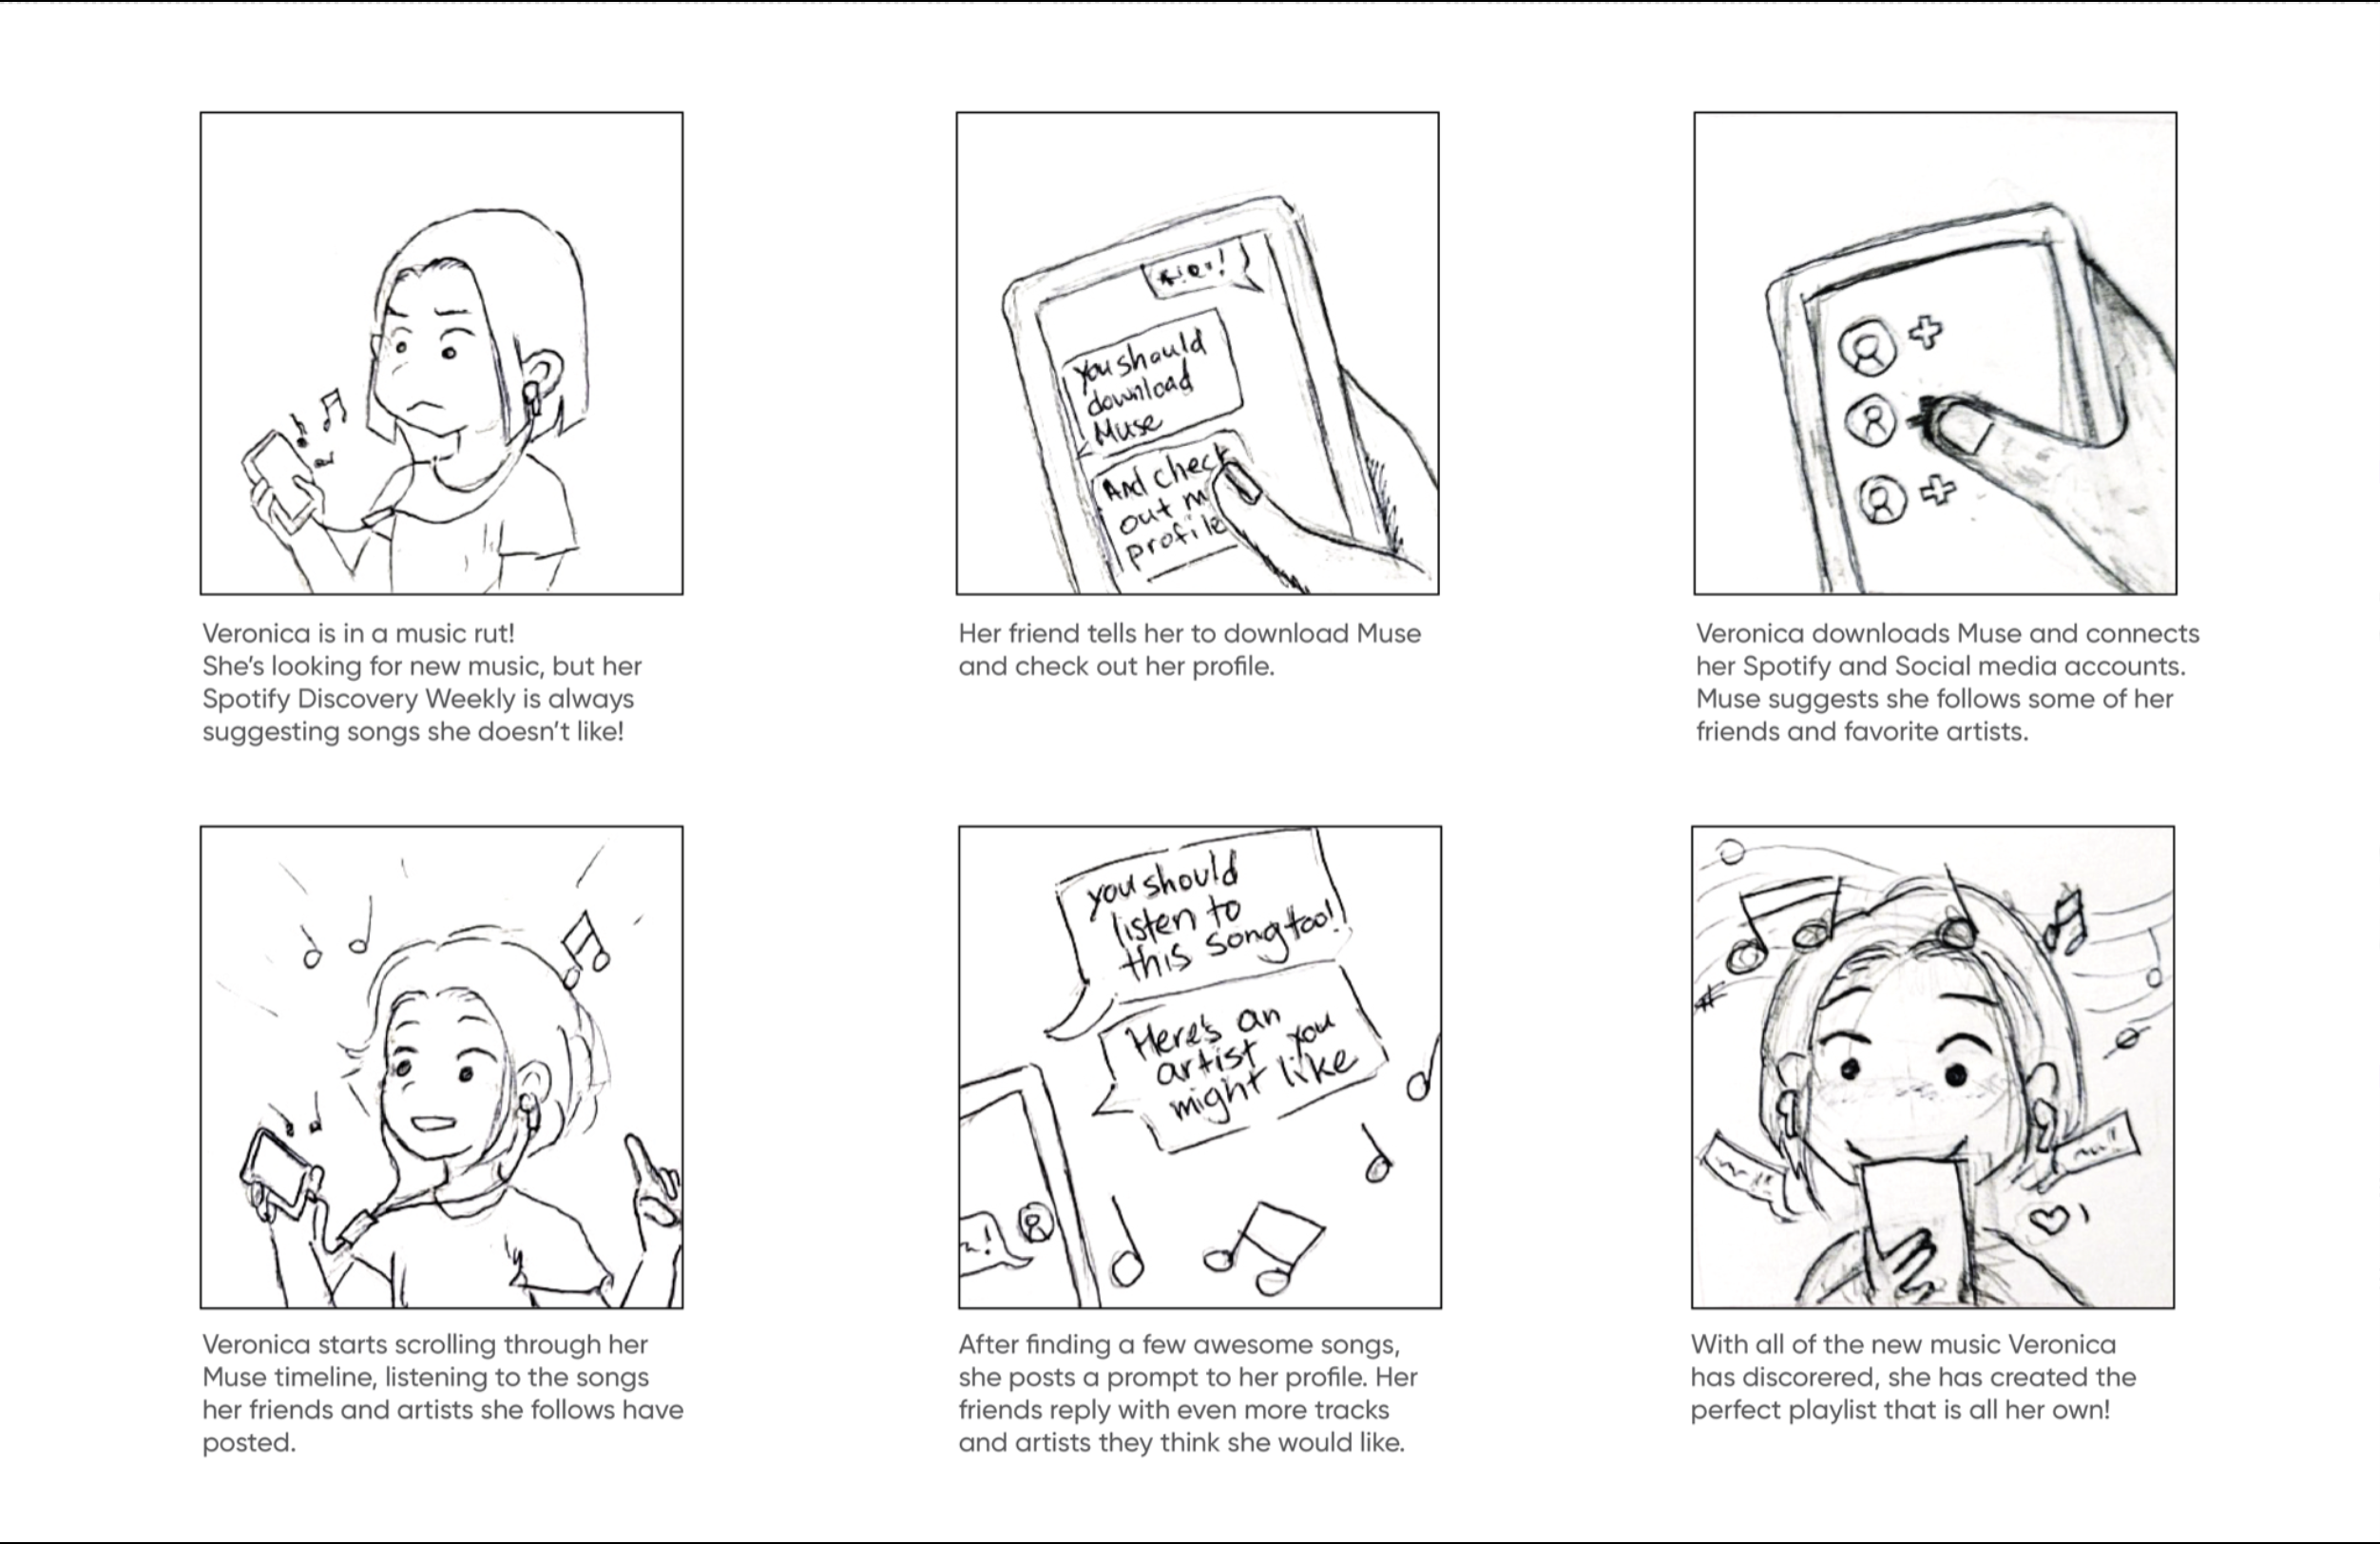 You should
download
Muse
And check
out m
profile
Veronica is in a music rut!
She's looking for new music, but her
Spotify Discovery Weekly is always
suggesting songs she doesn't like!
Her friend tells her to download Muse
and check out her profile.
Veronica downloads Muse and connects
her Spotify and Social media accounts.
Muse suggests she follows some of her
friends and favorite artists.
you should
listen to
this song too!
Here's an
artist you
might like
Veronica starts scrolling through her
Muse timeline, listening to the songs
her friends and artists she follows have
posted.
After finding a few awesome songs,
she posts a prompt to her profile. Her
friends reply with even more tracks
and artists they think she would like.
With all of the new music Veronica
has discorered, she has created the
perfect playlist that is all her own!